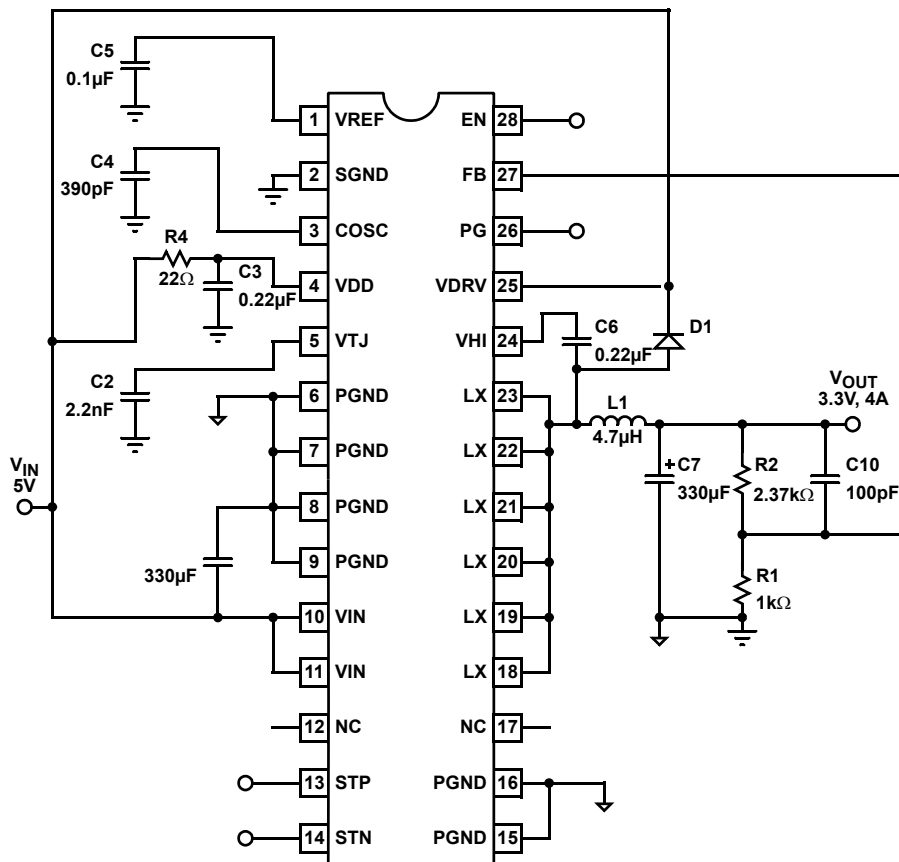 C5
0.1µF
C4
390pF
R4
22Ω
C3
0.22µF
C2
2.2nF
VIN
5V
330µF
1 VREF
2 SGND
3 COSC
4 VDD
5 VTJ
6 PGND
7 PGND
8 PGND
9 PGND
10 VIN
11 VIN
12 NC
13 STP
14 STN
EN 28
FB 27
PG 26
VDRV 25
VHI 24
LX 23
LX 22
LX 21
LX 20
LX 19
LX 18
NC 17
PGND 16
PGND 15
C6
0.22µF
D1
L1
4.7µH
VOUT
3.3V, 4A
+ C7
330µF
R2
2.37kΩ
C10
100pF
R1
1kΩ